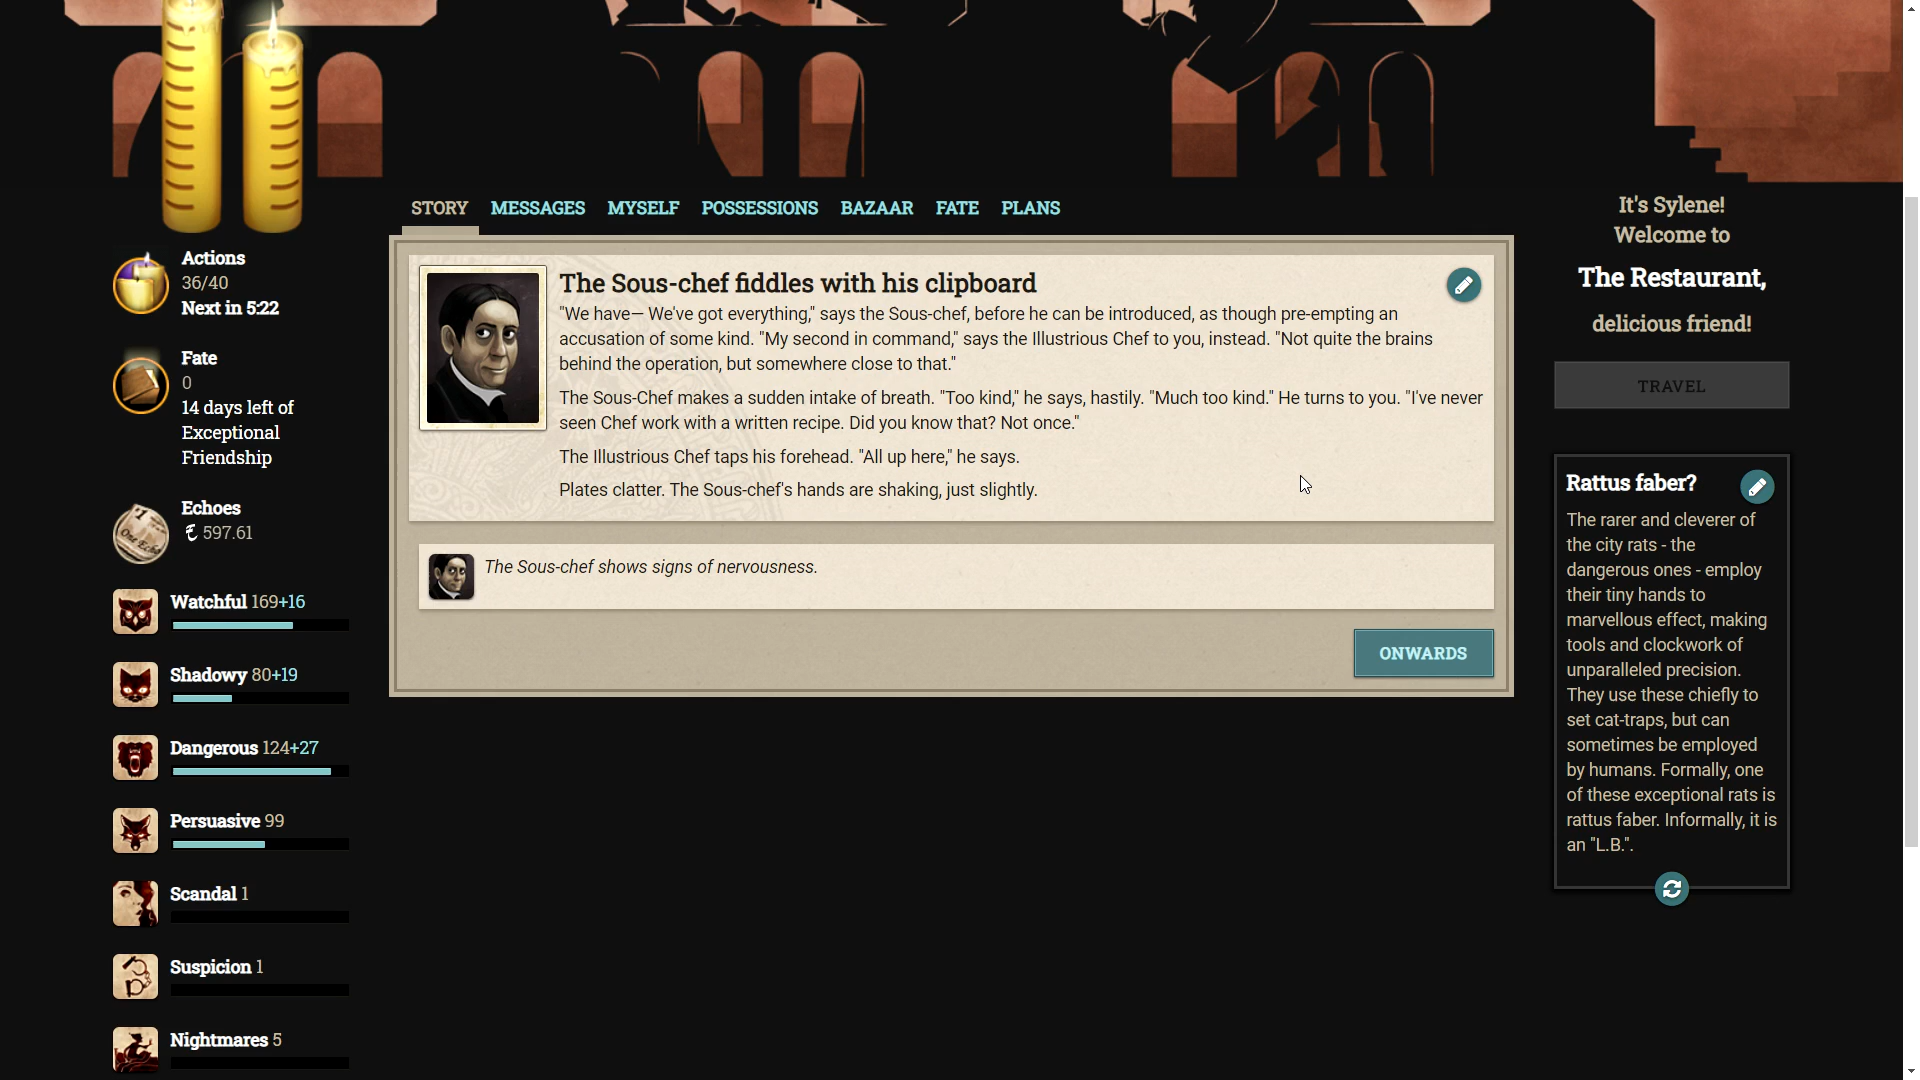 STORY
MESSAGES
MYSELF
POSSESSIONS
BAZAAR
FATE
PLANS
Actions
36/40
Next in 5:22
Fate
0
14 days left of
Exceptional
Friendship
Echoes
597.61
Watchful 169+16
Shadowy 80+19
Dangerous 124+27
Persuasive 99
Scandal 1
Suspicion 1
Nightmares 5
The Sous-chef fiddles with his clipboard
"We have— We've got everything," says the Sous-chef, before he can be introduced, as though pre-empting an
accusation of some kind. "My second in command," says the Illustrious Chef to you, instead. "Not quite the brains
behind the operation, but somewhere close to that."
The Sous-Chef makes a sudden intake of breath. "Too kind," he says, hastily. "Much too kind." He turns to you. "I've never
seen Chef work with a written recipe. Did you know that? Not once."
The Illustrious Chef taps his forehead. "All up here," he says.
Plates clatter. The Sous-chef's hands are shaking, just slightly.
The Sous-chef shows signs of nervousness.
ONWARDS
It's Sylene!
Welcome to
The Restaurant,
delicious friend!
TRAVEL
Rattus faber?
The rarer and cleverer of
the city rats - the
dangerous ones - employ
their tiny hands to
marvellous effect, making
tools and clockwork of
unparalleled precision.
They use these chiefly to
set cat-traps, but can
sometimes be employed
by humans. Formally, one
of these exceptional rats is
rattus faber. Informally, it is
an "L.B.".